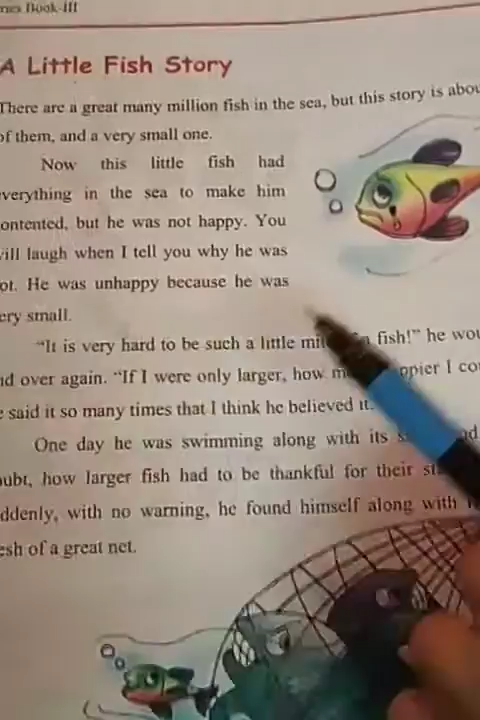 ries Book-III
A Little Fish Story
There are a great many million fish in the sea, but this story is abou
of them, and a very small one.
Now this little fish had
verything in the sea to make him
ontented, but he was not happy. You
vill laugh when I tell you why he was
ot. He was unhappy because he was
ery small.
"It is very hard to be such a little fish!" he wou
d over again. "If I were only larger, how ppier I cou
e said it so many times that I think he believed it.
One day he was swimming along with its
oubt, how larger fish had to be thankful for their
ddenly, with no warning, he found himself along with
esh of a great net.